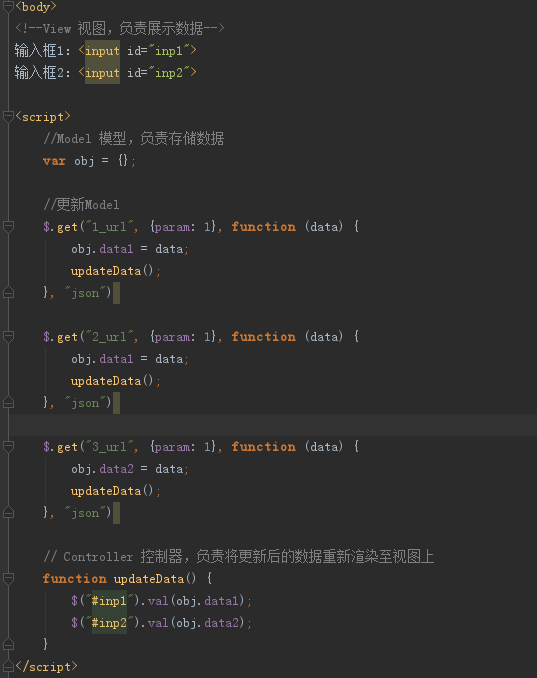 <body>
<!--View 视图，负责展示数据-->
输入框1: <input id="inp1">
输入框2: <input id="inp2">
<script>
//Model 模型，负责存储数据
var obj = {};
//更新Model
$.get("1_url", {param: 1}, function (data) {
obj.data1 = data;
updateData();
}, "json")
$.get("2_url", {param: 1}, function (data) {
obj.data1 = data;
updateData();
}, "json")
$.get("3_url", {param: 1}, function (data) {
obj.data2 = data;
updateData();
}, "json")
// Controller 控制器，负责将更新后的数据重新渲染至视图上
function updateData() {
$("#inp1").val(obj.data1);
$("#inp2").val(obj.data2);
}
</script>